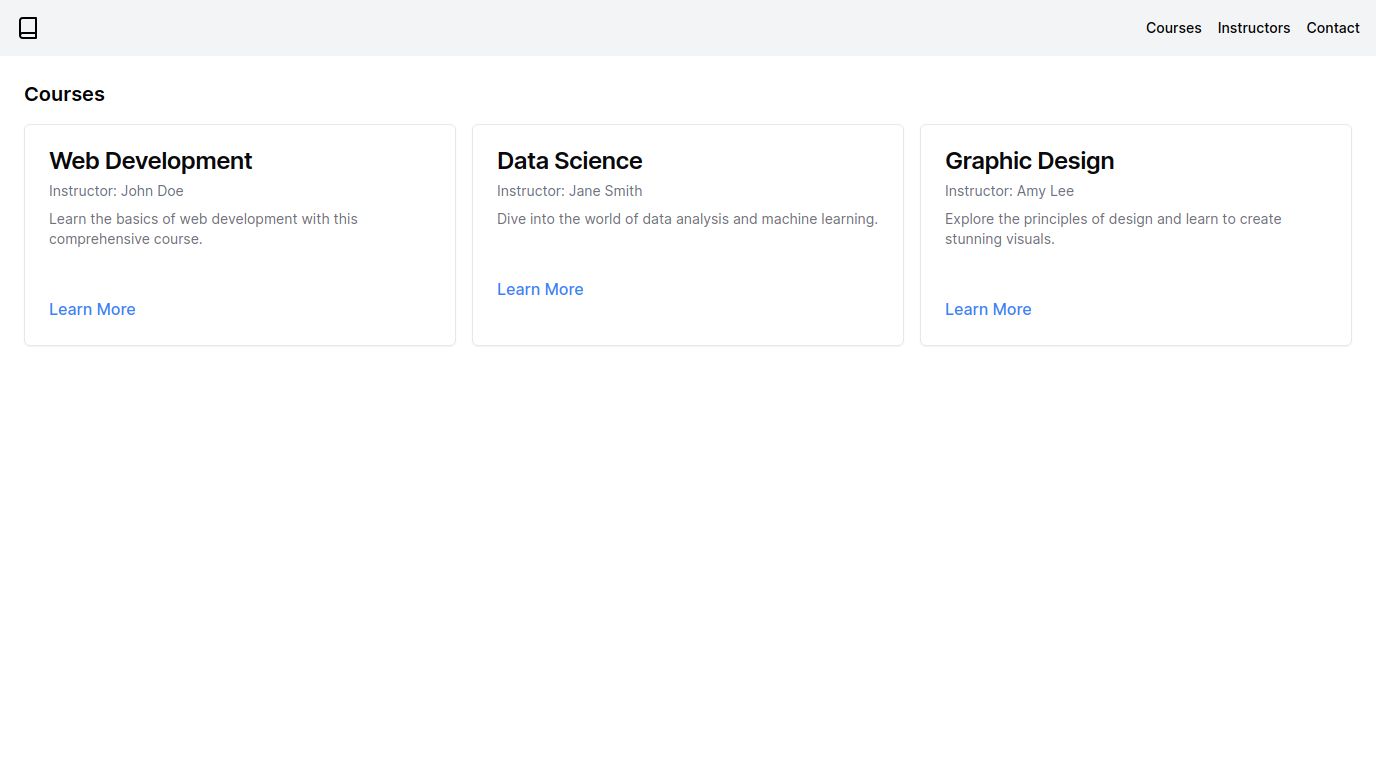 Courses Instructors Contact
Courses
Web Development
Instructor: John Doe
Learn the basics of web development with this
comprehensive course.
Learn More
Data Science
Instructor: Jane Smith
Dive into the world of data analysis and machine learning.
Learn More
Graphic Design
Instructor: Amy Lee
Explore the principles of design and learn to create
stunning visuals.
Learn More